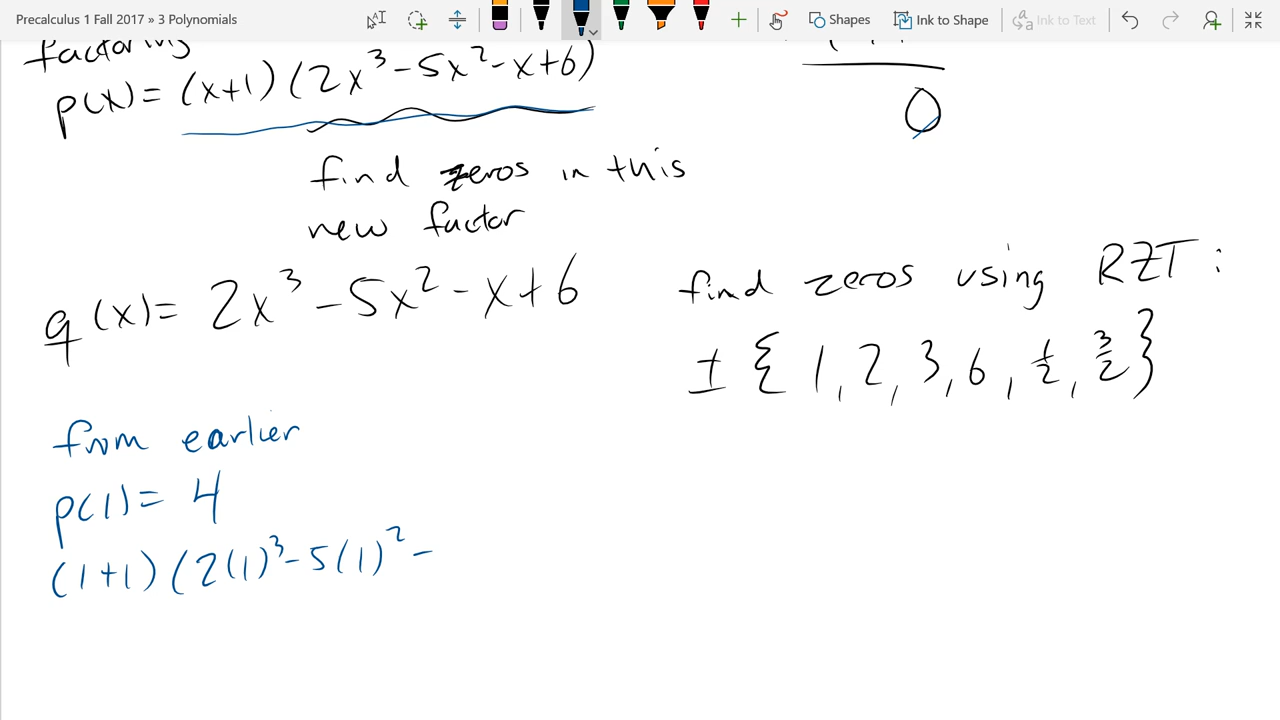 Precalculus 1 Fall 2017 » 3 Polynomials
Shapes
Ink to Shape
Ink to Text
factoring
p(x) = (x+1)(2x³-5x²-x+6)
0
find zeros in this
new factor
q(x) = 2x³-5x²-x+6
find zeros using RZT:
± { 1, 2, 3, 6, 1/2, 3/2 }
from earlier
p(1) = 4
(1+1)(2(1)³-5(1)²-